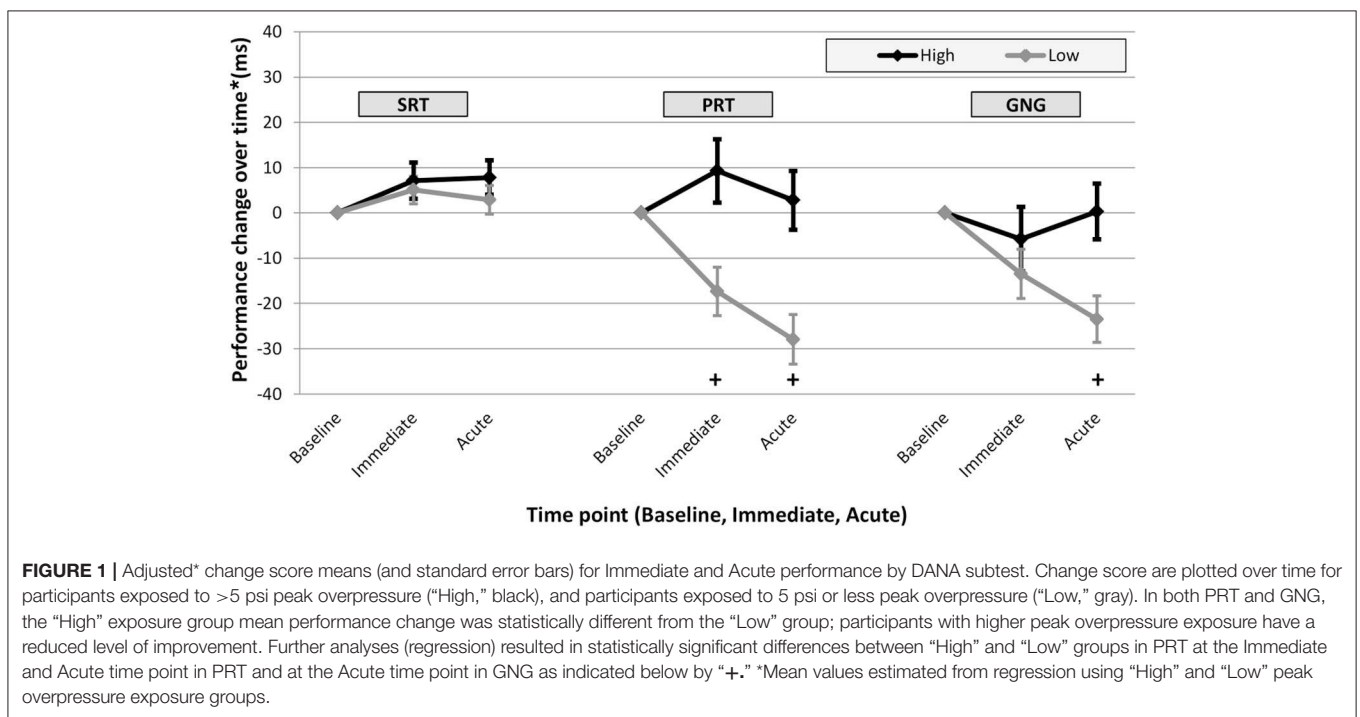 40
30
20
10
0
-10
-20
-30
-40
Performance change over time*(ms)
High Low
SRT PRT GNG
+ + +
Baseline Immediate Acute Baseline Immediate Acute Baseline Immediate Acute
Time point (Baseline, Immediate, Acute)
FIGURE 1 | Adjusted* change score means (and standard error bars) for Immediate and Acute performance by DANA subtest. Change score are plotted over time for
participants exposed to >5 psi peak overpressure (“High,” black), and participants exposed to 5 psi or less peak overpressure (“Low,” gray). In both PRT and GNG,
the “High” exposure group mean performance change was statistically different from the “Low” group; participants with higher peak overpressure exposure have a
reduced level of improvement. Further analyses (regression) resulted in statistically significant differences between “High” and “Low” groups in PRT at the Immediate
and Acute time point in PRT and at the Acute time point in GNG as indicated below by “+.” *Mean values estimated from regression using “High” and “Low” peak
overpressure exposure groups.